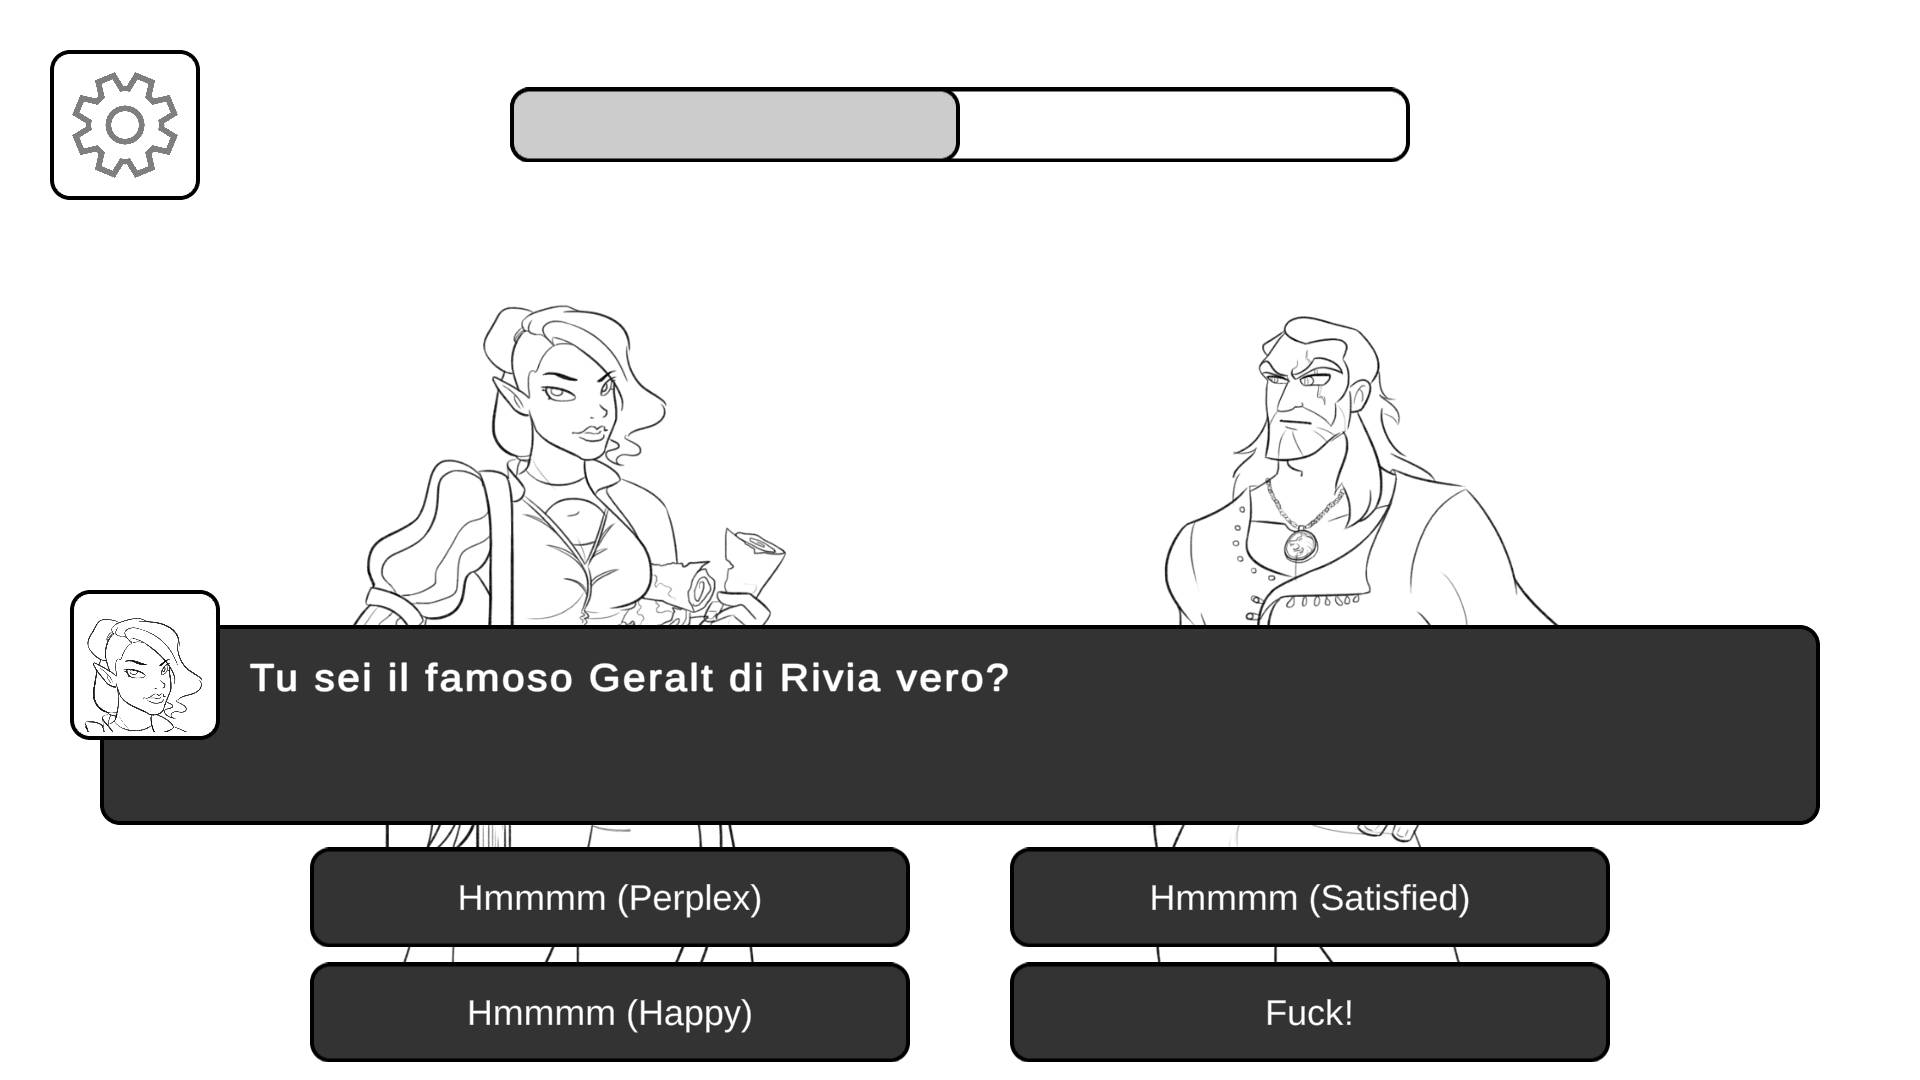 Tu sei il famoso Geralt di Rivia vero?
Hmmmm (Perplex)
Hmmmm (Satisfied)
Hmmmm (Happy)
Fuck!